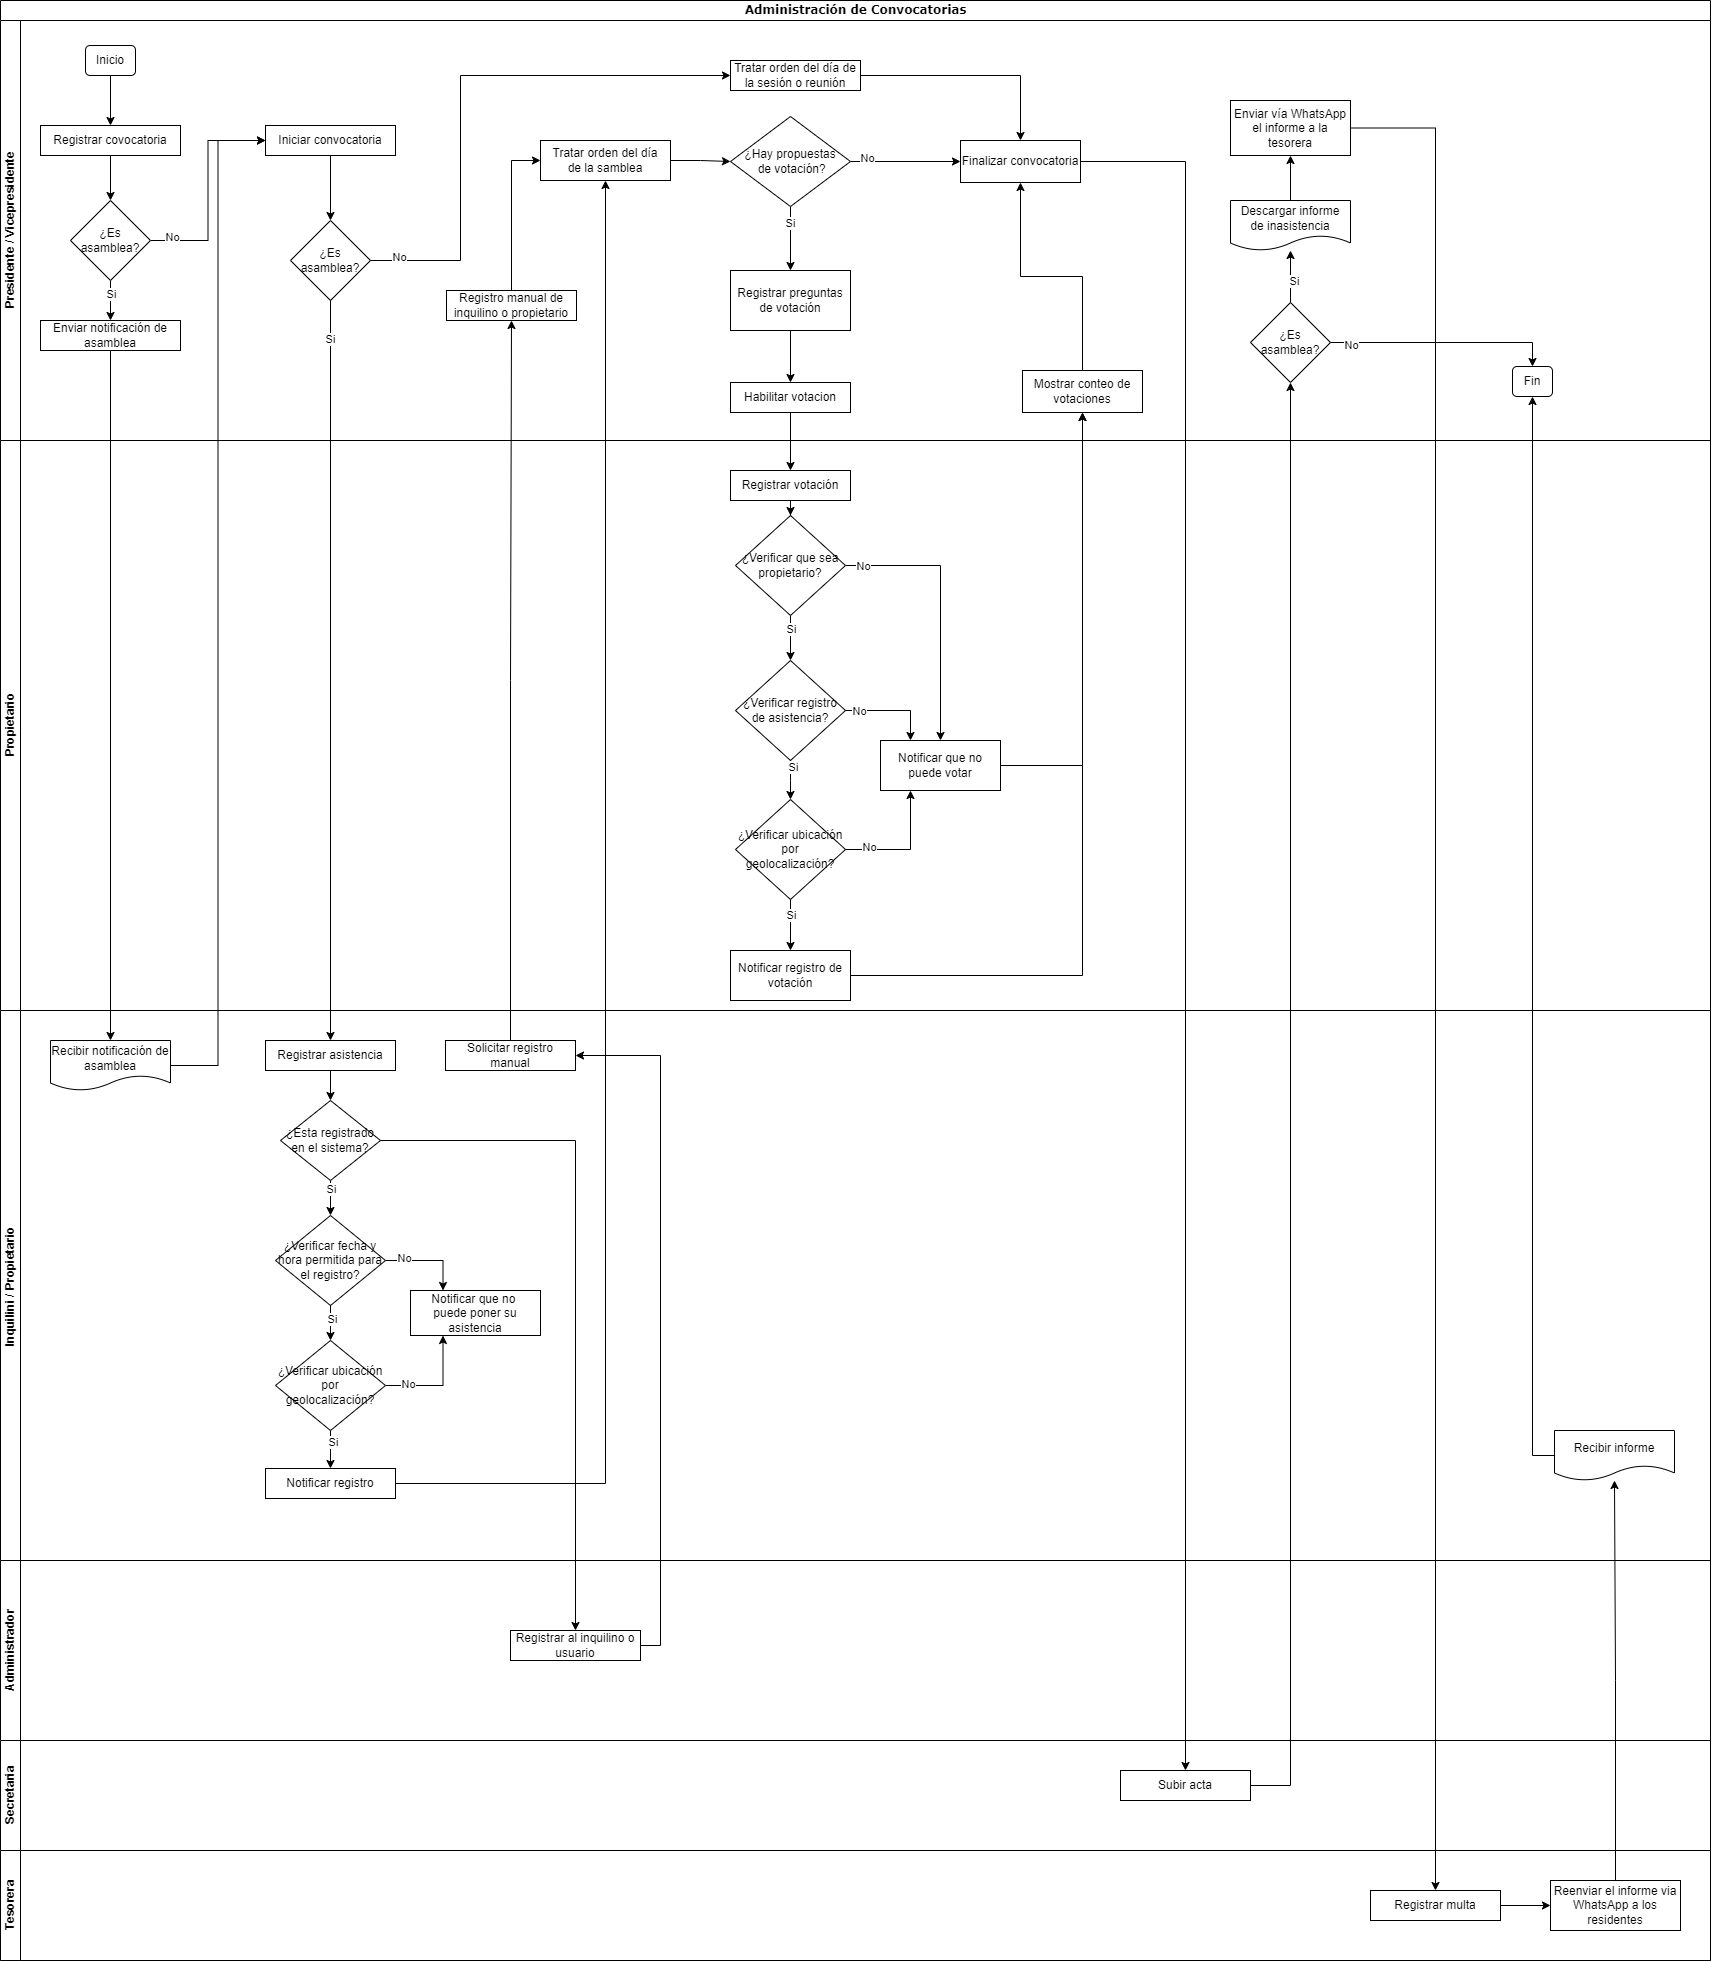 Administración de Convocatorias
Presidente / Vicepresidente
Inicio
Registrar covocatoria
¿Es
asamblea?
No
Si
Enviar notificación de
asamblea
Iniciar convocatoria
¿Es
asamblea?
No
Si
Registro manual de
inquilino o propietario
Tratar orden del día
de la samblea
Tratar orden del día de
la sesión o reunión
¿Hay propuestas
de votación?
No
Si
Registrar preguntas
de votación
Habilitar votacion
Finalizar convocatoria
Mostrar conteo de
votaciones
Enviar vía WhatsApp
el informe a la
tesorera
Descargar informe
de inasistencia
Si
¿Es
asamblea?
No
Fin
Propietario
Registrar votación
¿Verificar que sea
propietario?
No
Si
¿Verificar registro
de asistencia?
No
Si
Notificar que no
puede votar
¿Verificar ubicación
por
geolocalización?
No
Si
Notificar registro de
votación
Inquilini / Propietario
Recibir notificación de
asamblea
Registrar asistencia
Solicitar registro
manual
¿Esta registrado
en el sistema?
Si
¿Verificar fecha y
hora permitida para
el registro?
No
Si
Notificar que no
puede poner su
asistencia
¿Verificar ubicación
por
geolocalización?
No
Si
Notificar registro
Recibir informe
Administrador
Registrar al inquilino o
usuario
Secretaria
Subir acta
Tesorera
Registrar multa
Reenviar el informe via
WhatsApp a los
residentes